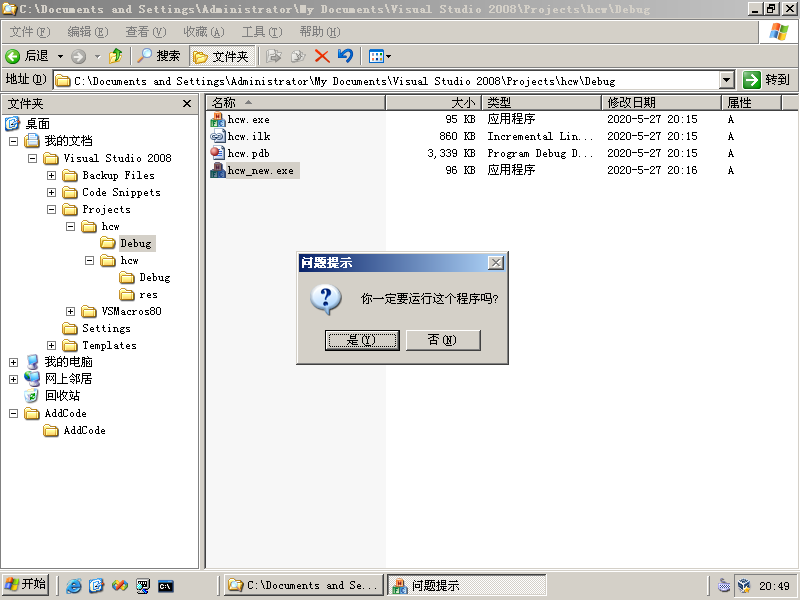 C:\Documents and Settings\Administrator\My Documents\Visual Studio 2008\Projects\hcw\Debug
文件(F) 编辑(E) 查看(V) 收藏(A) 工具(T) 帮助(H)
后退 搜索 文件夹
地址(D) C:\Documents and Settings\Administrator\My Documents\Visual Studio 2008\Projects\hcw\Debug 转到
文件夹
名称 大小 类型 修改日期 属性
hcw.exe 95 KB 应用程序 2020-5-27 20:15 A
hcw.ilk 860 KB Incremental Lin... 2020-5-27 20:15 A
hcw.pdb 3,339 KB Program Debug D... 2020-5-27 20:15 A
hcw_new.exe 96 KB 应用程序 2020-5-27 20:16 A
桌面
我的文档
Visual Studio 2008
Backup Files
Code Snippets
Projects
hcw
Debug
hcw
Debug
res
VSMacros80
Settings
Templates
我的电脑
网上邻居
回收站
AddCode
AddCode
问题提示
你一定要运行这个程序吗?
是(Y) 否(N)
开始 C:\Documents and Se... 问题提示 20:49